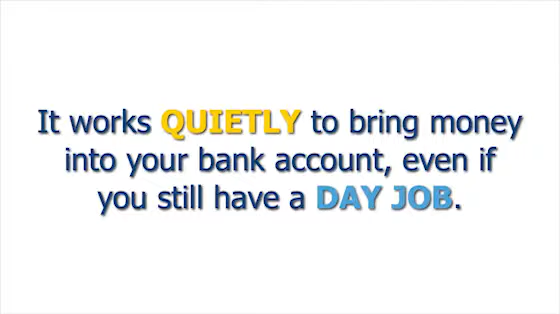 It works QUIETLY to bring money
into your bank account, even if
you still have a DAY JOB.